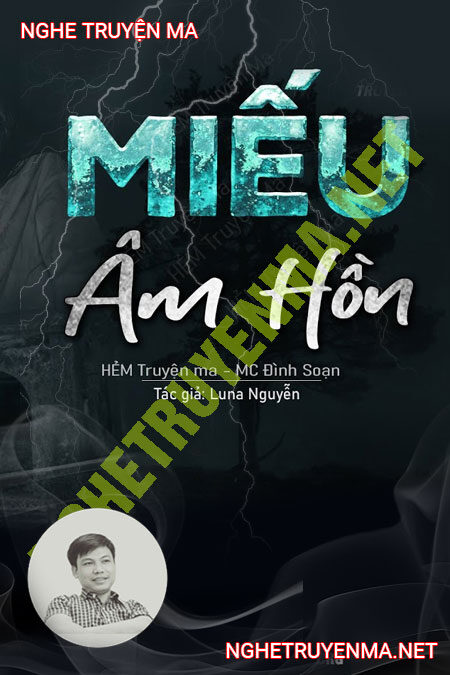 NGHE TRUYỆN MA
MIẾU
Âm Hồn
HẺM Truyện ma - MC Đình Soạn
Tác giả: Luna Nguyễn
NGHETRUYENMA.NET
NGHETRUYENMA.NET